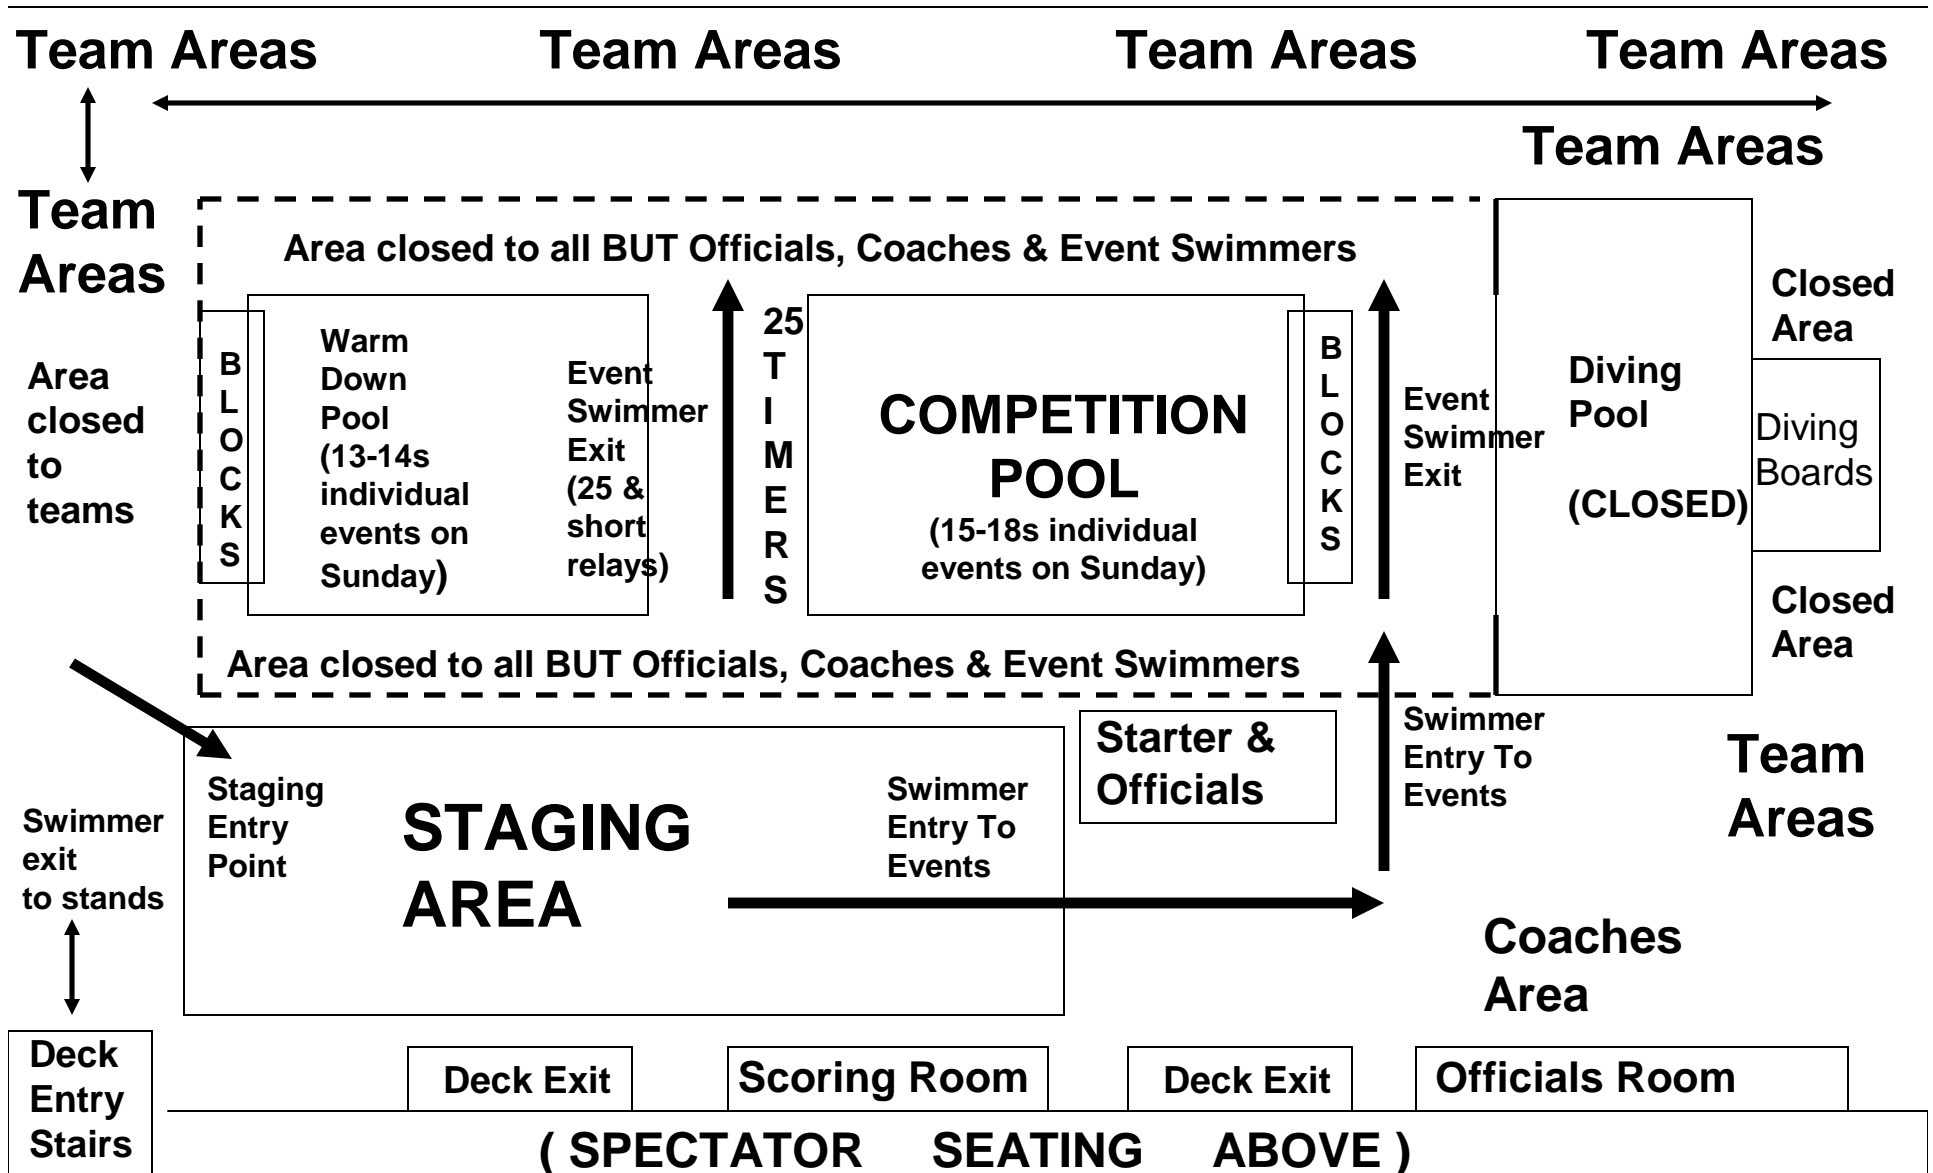 Team Areas Team Areas Team Areas Team Areas
Team Areas
Team
Areas
Area closed to all BUT Officials, Coaches & Event Swimmers
Area
closed
to
teams
B
L
O
C
K
S
Warm
Down
Pool
(13-14s
individual
events on
Sunday)
Event
Swimmer
Exit
(25 &
short
relays)
25
T
I
M
E
R
S
COMPETITION
POOL
(15-18s individual
events on Sunday)
B
L
O
C
K
S
Event
Swimmer
Exit
Diving
Pool
(CLOSED)
Closed
Area
Diving
Boards
Closed
Area
Area closed to all BUT Officials, Coaches & Event Swimmers
Staging
Entry
Point
STAGING
AREA
Swimmer
Entry To
Events
Starter &
Officials
Swimmer
Entry To
Events
Team
Areas
Swimmer
exit
to stands
Coaches
Area
Deck
Entry
Stairs
Deck Exit
Scoring Room
Deck Exit
Officials Room
( SPECTATOR SEATING ABOVE )